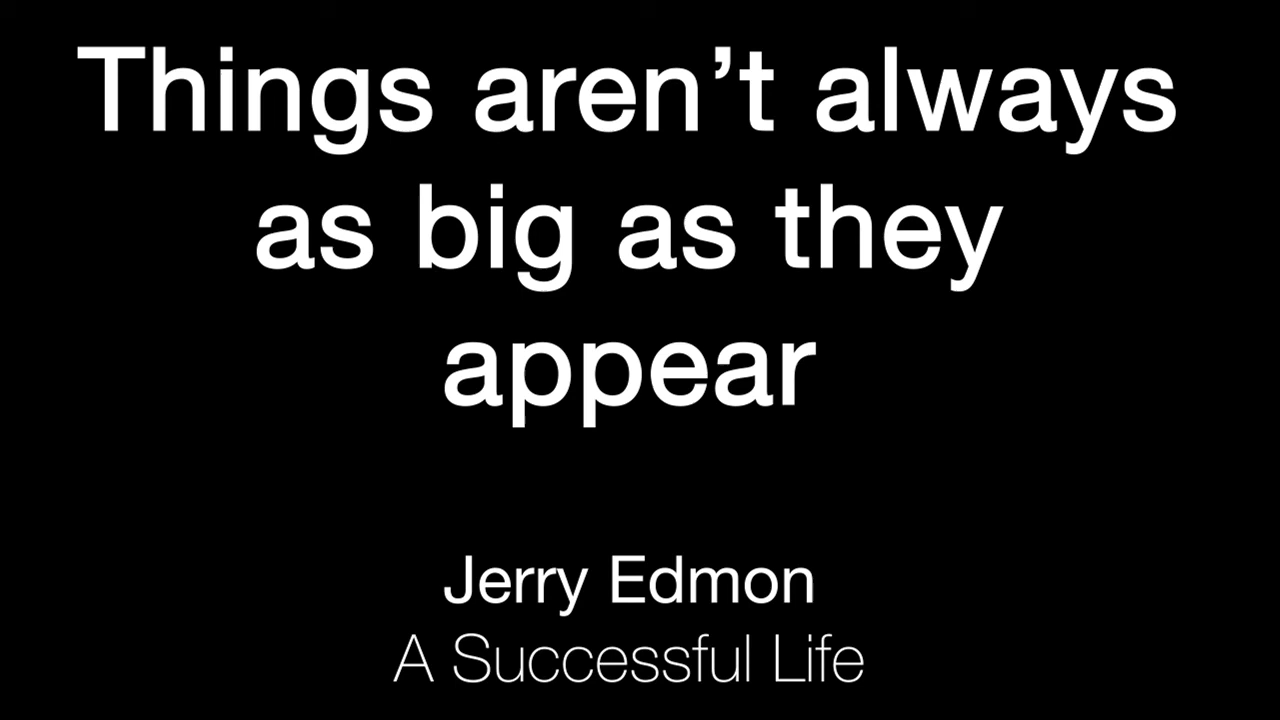 Things aren’t always
as big as they
appear
Jerry Edmon
A Successful Life